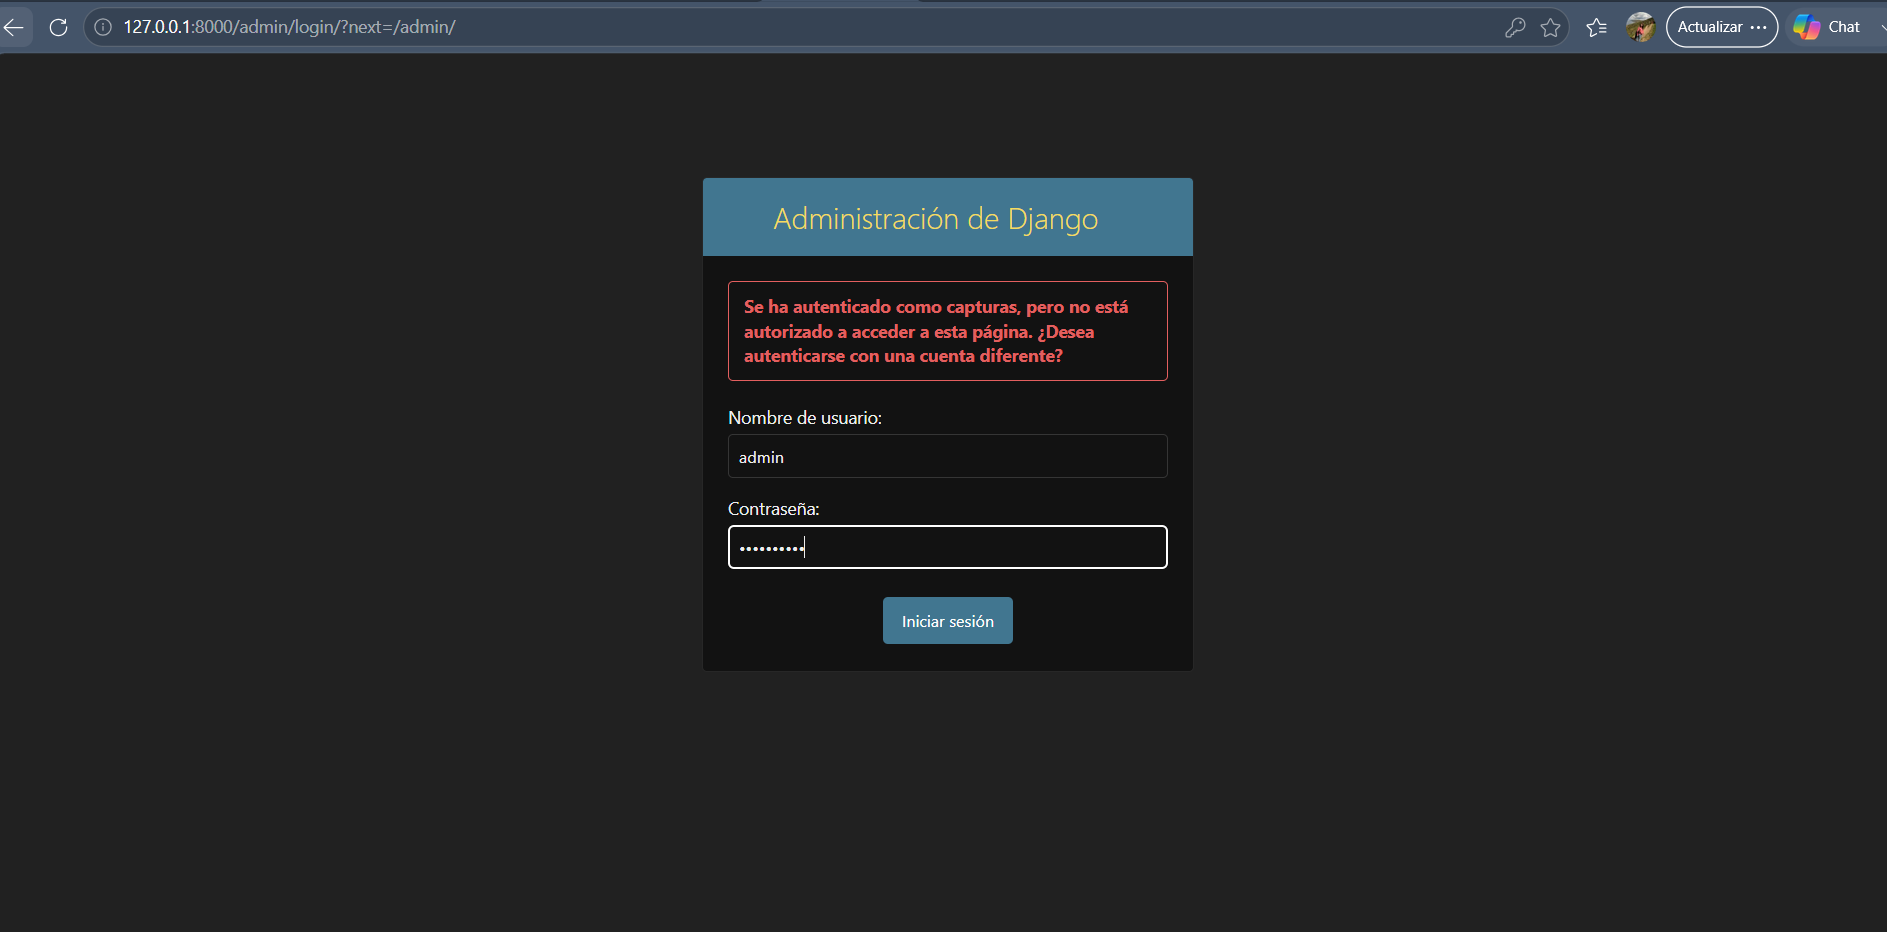 127.0.0.1:8000/admin/login/?next=/admin/
Actualizar
Chat
Administración de Django
Se ha autenticado como capturas, pero no está
autorizado a acceder a esta página. ¿Desea
autenticarse con una cuenta diferente?
Nombre de usuario:
admin
Contraseña:
••••••••••
Iniciar sesión